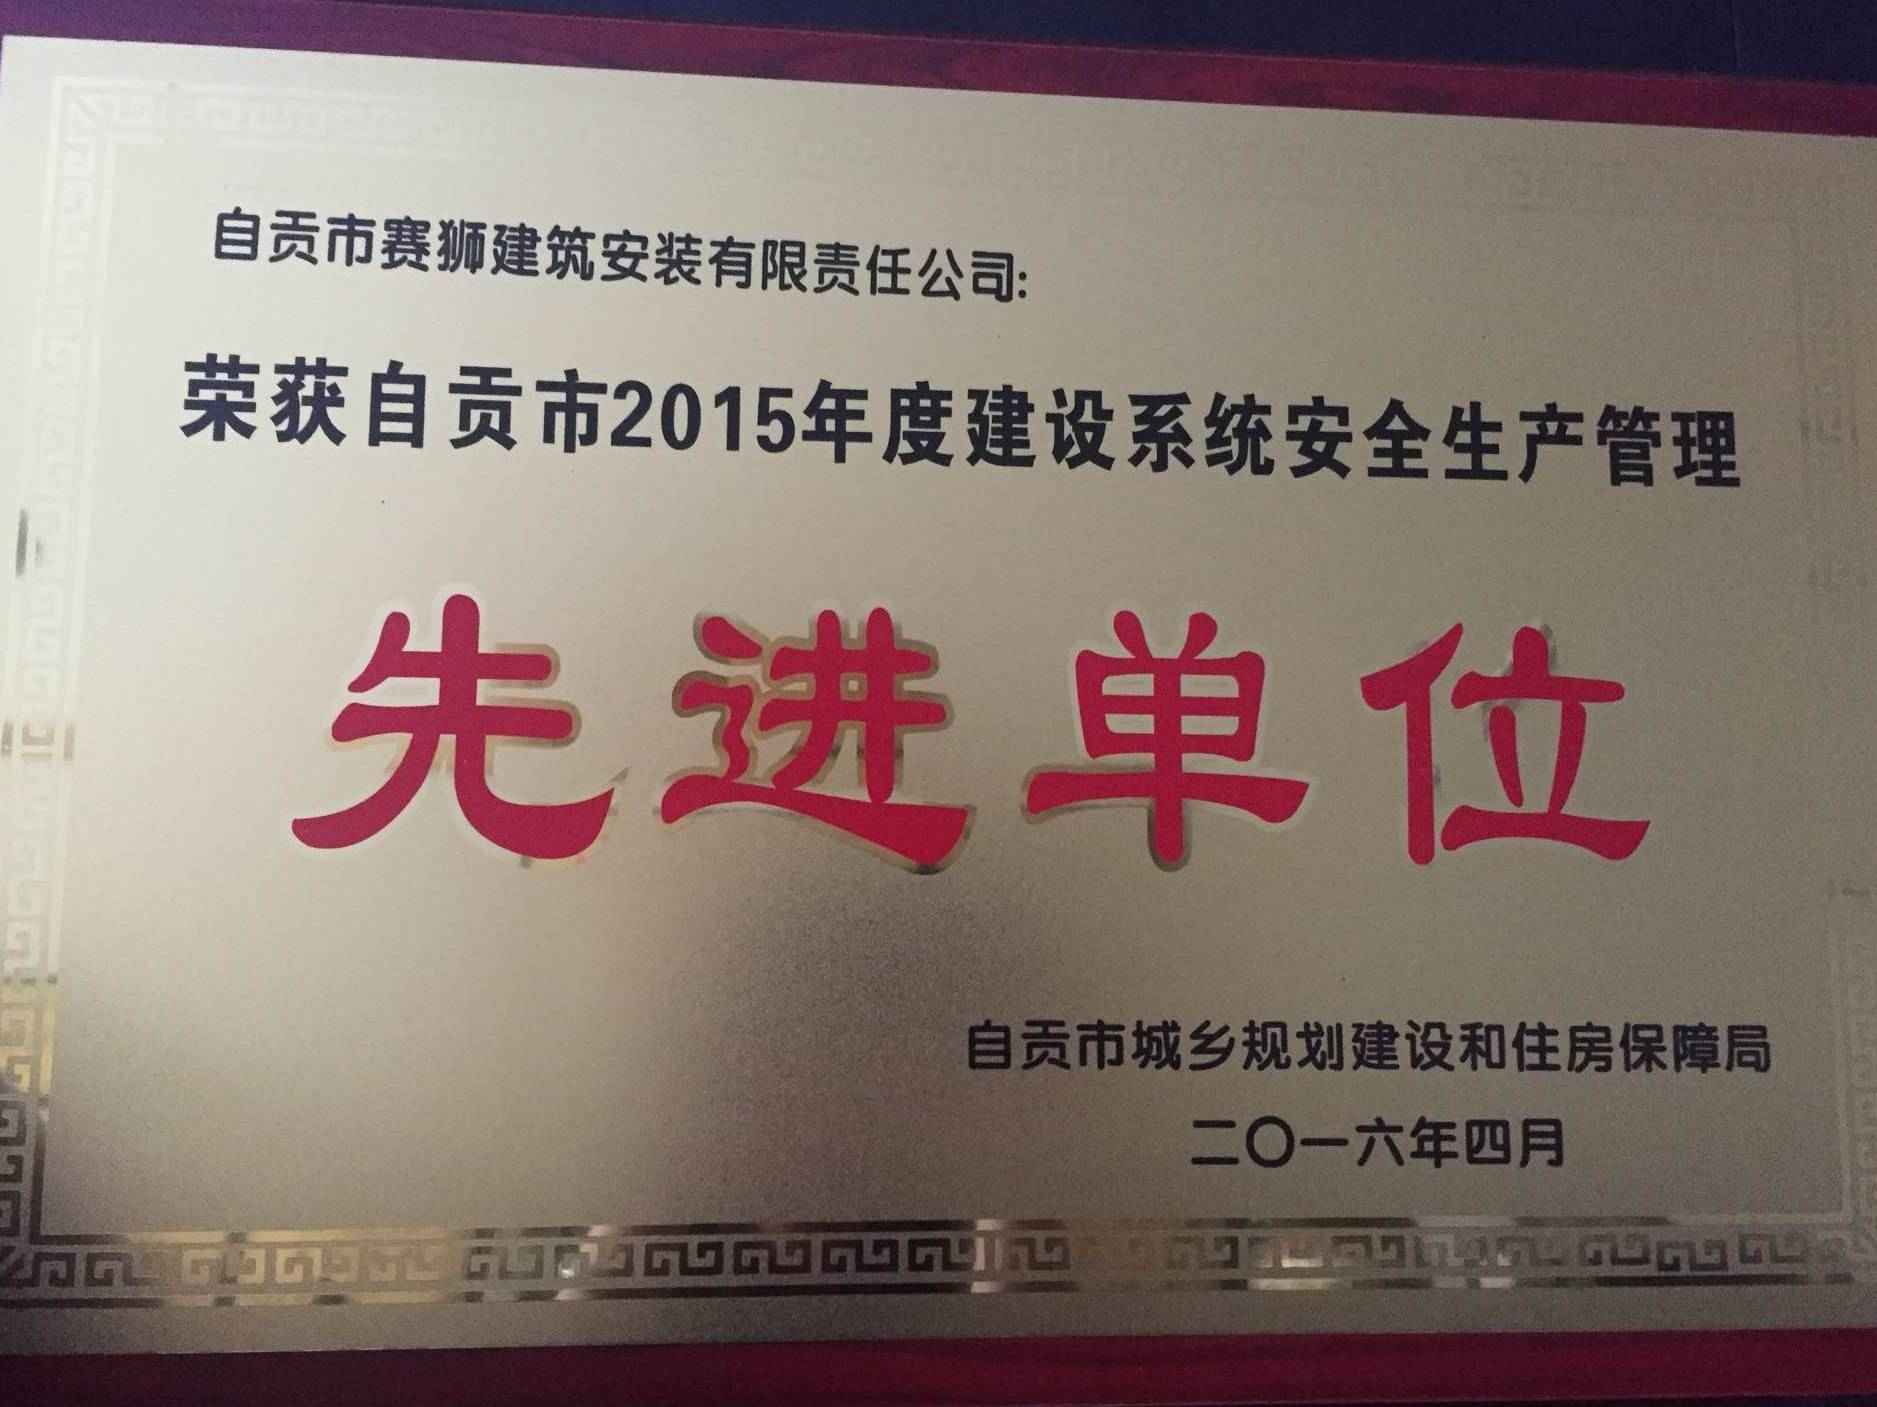 自贡市赛狮建筑安装有限责任公司:
荣获自贡市2015年度建设系统安全生产管理
先进单位
自贡市城乡规划建设和住房保障局
二〇一六年四月